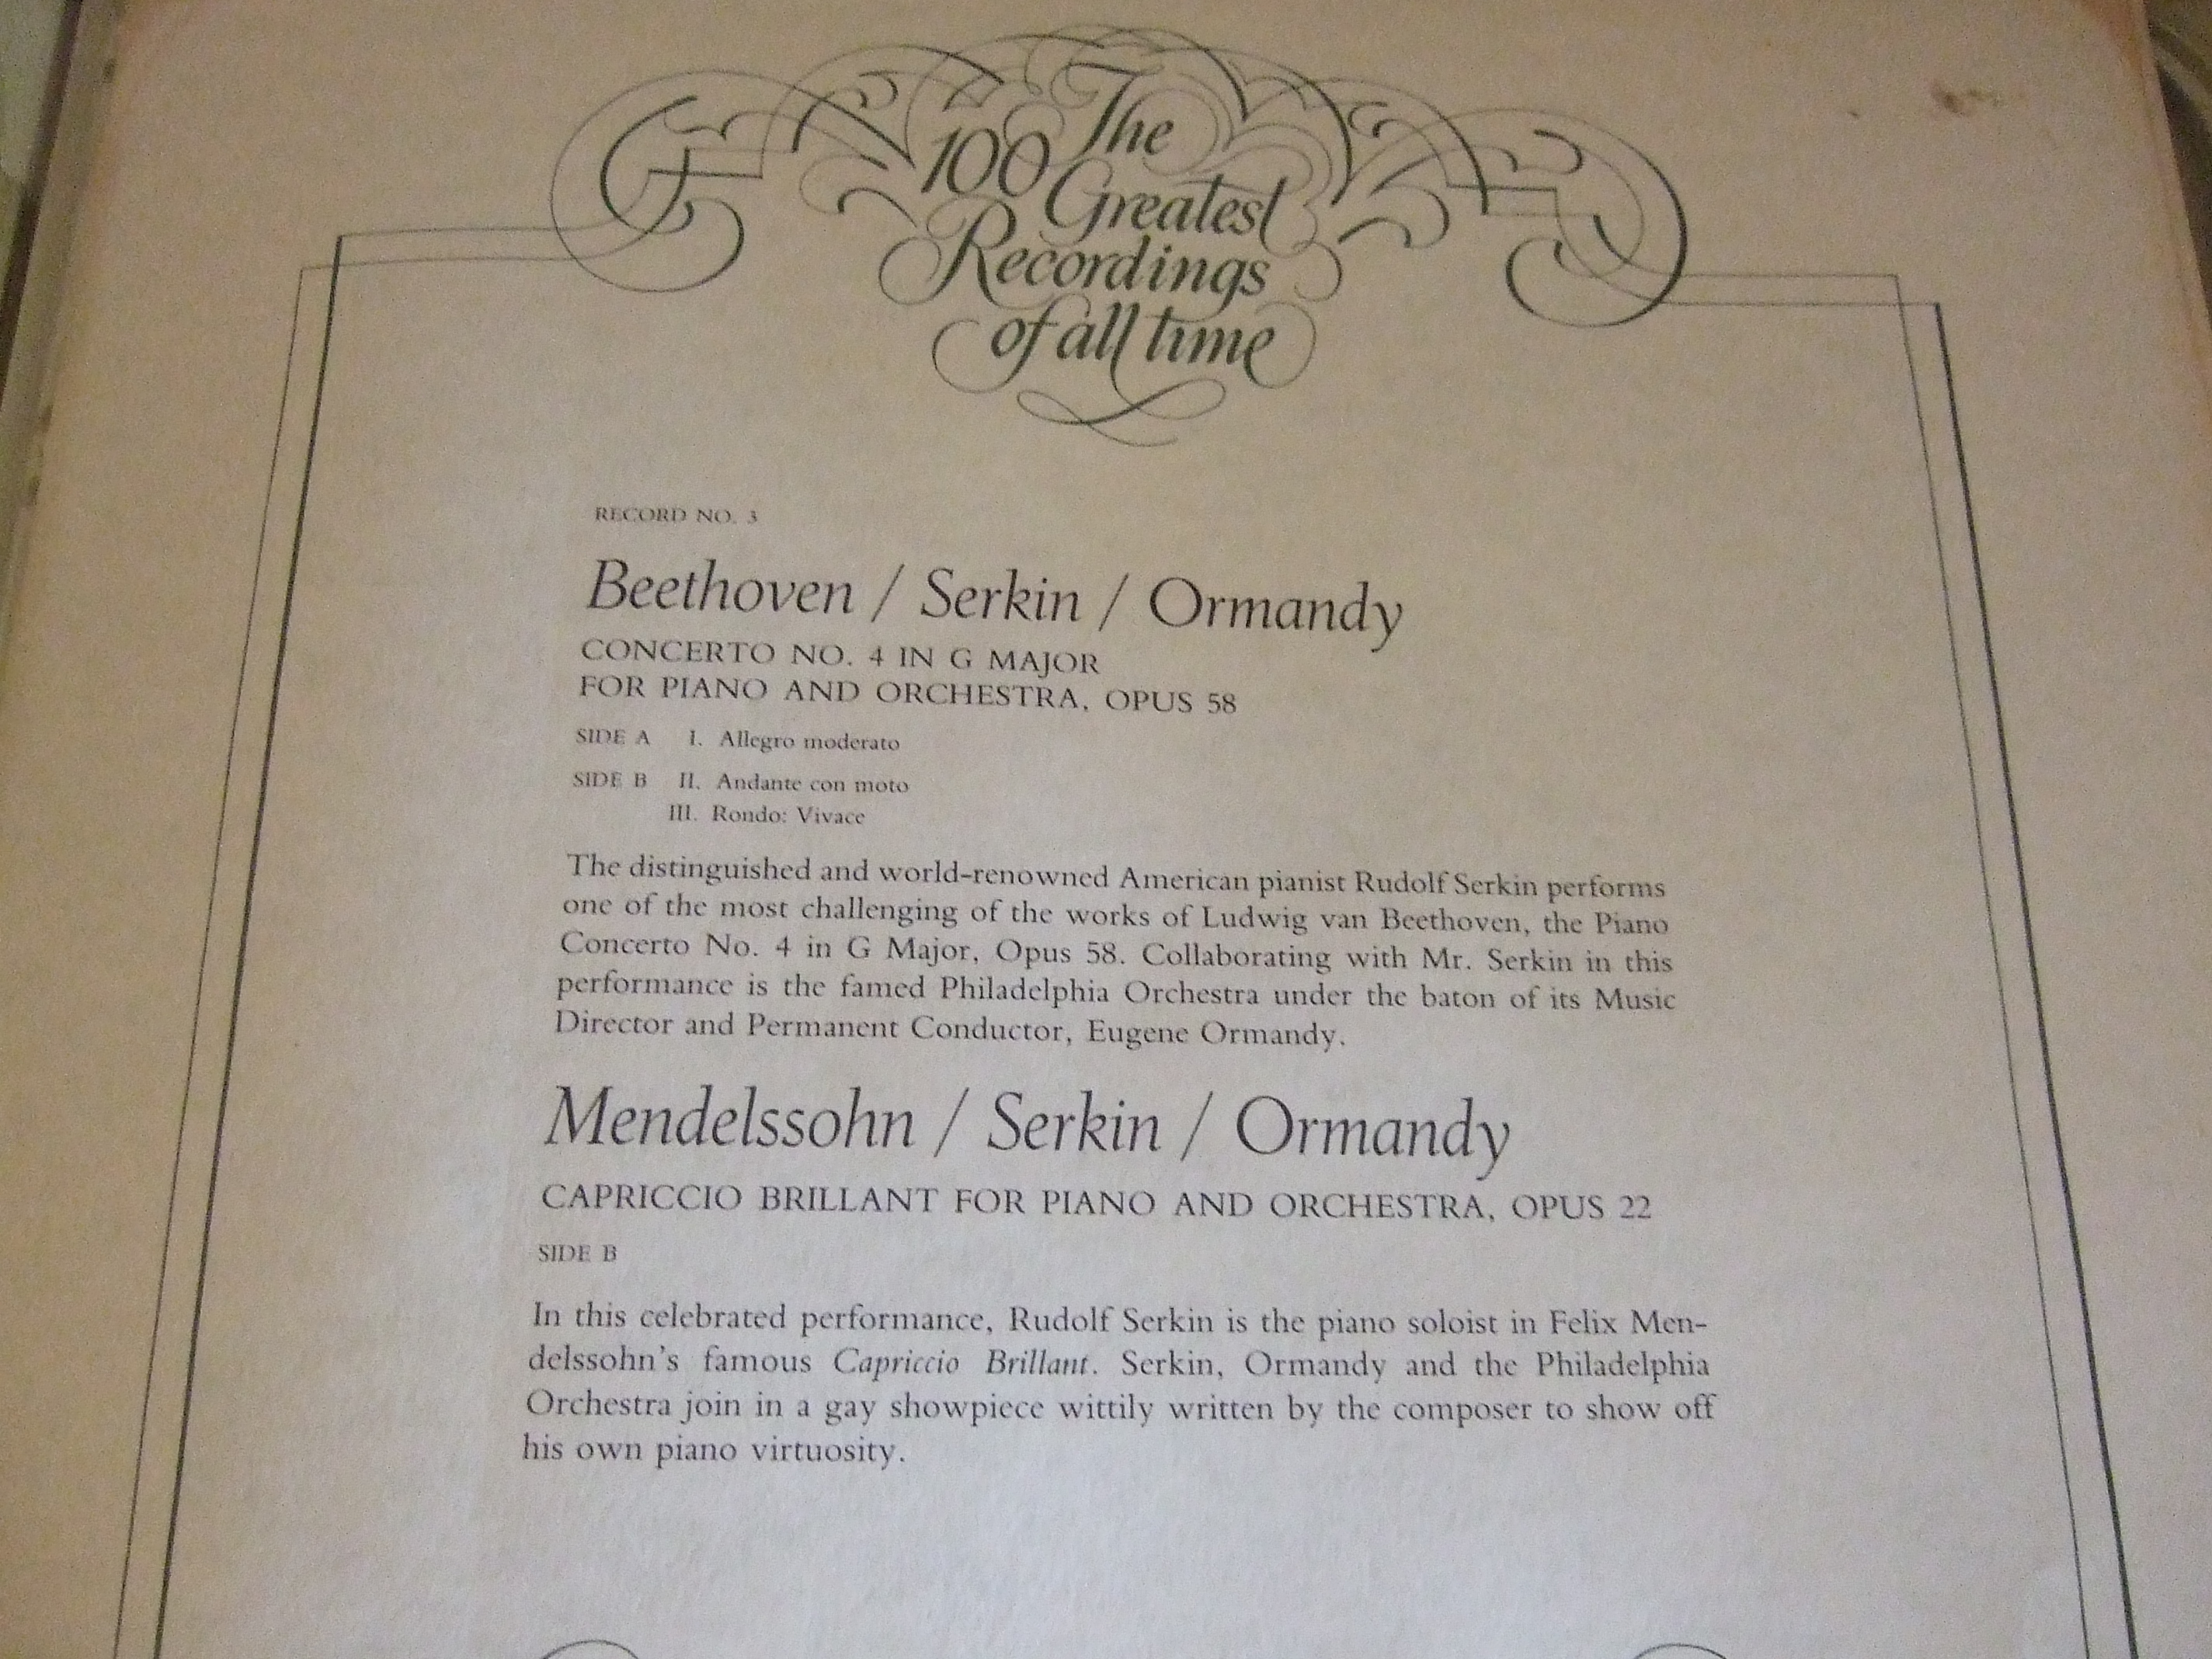 The
100
Greatest
Recordings
of all time
RECORD NO. 3
Beethoven / Serkin / Ormandy
CONCERTO NO. 4 IN G MAJOR
FOR PIANO AND ORCHESTRA, OPUS 58
SIDE A I. Allegro moderato
SIDE B II. Andante con moto
III. Rondo: Vivace
The distinguished and world-renowned American pianist Rudolf Serkin performs
one of the most challenging of the works of Ludwig van Beethoven, the Piano
Concerto No. 4 in G Major, Opus 58. Collaborating with Mr. Serkin in this
performance is the famed Philadelphia Orchestra under the baton of its Music
Director and Permanent Conductor, Eugene Ormandy.
Mendelssohn / Serkin / Ormandy
CAPRICCIO BRILLANT FOR PIANO AND ORCHESTRA, OPUS 22
SIDE B
In this celebrated performance, Rudolf Serkin is the piano soloist in Felix Men-
delssohn's famous Capriccio Brillant. Serkin, Ormandy and the Philadelphia
Orchestra join in a gay showpiece wittily written by the composer to show off
his own piano virtuosity.